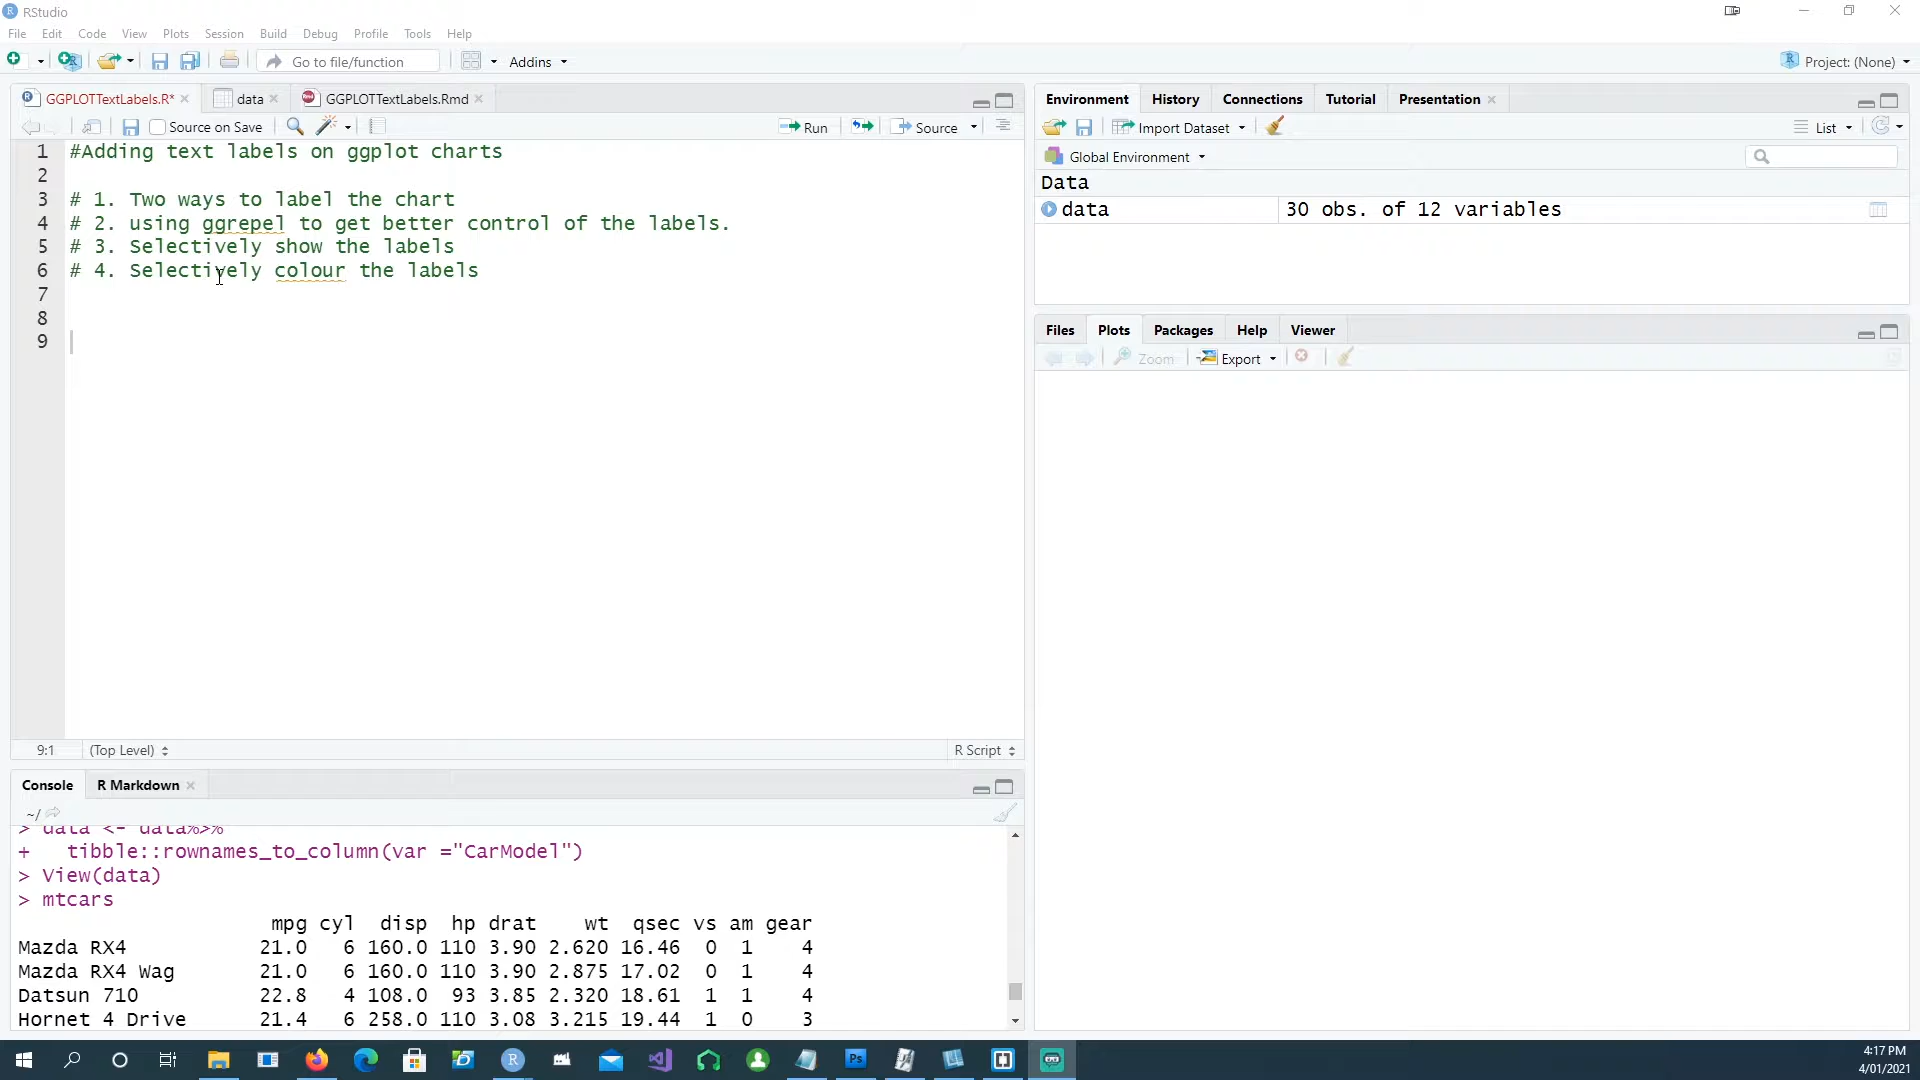 RStudio
File Edit Code View Plots Session Build Debug Profile Tools Help
Go to file/function Addins Project: (None)
GGPLOTTextLabels.R* data GGPLOTTextLabels.Rmd
Source on Save Run Source
1 #Adding text labels on ggplot charts
2
3 # 1. Two ways to label the chart
4 # 2. using ggrepel to get better control of the labels.
5 # 3. Selectively show the labels
6 # 4. Selectively colour the labels
7
8
9
9:1 (Top Level) R Script
Console R Markdown
~/
> data <- data%>%
+ tibble::rownames_to_column(var ="CarModel")
> View(data)
> mtcars
mpg cyl disp hp drat wt qsec vs am gear
Mazda RX4 21.0 6 160.0 110 3.90 2.620 16.46 0 1 4
Mazda RX4 Wag 21.0 6 160.0 110 3.90 2.875 17.02 0 1 4
Datsun 710 22.8 4 108.0 93 3.85 2.320 18.61 1 1 4
Hornet 4 Drive 21.4 6 258.0 110 3.08 3.215 19.44 1 0 3
Environment History Connections Tutorial Presentation
Import Dataset List
Global Environment
Data
data 30 obs. of 12 variables
Files Plots Packages Help Viewer
Zoom Export
Ps
4:17 PM
4/01/2021